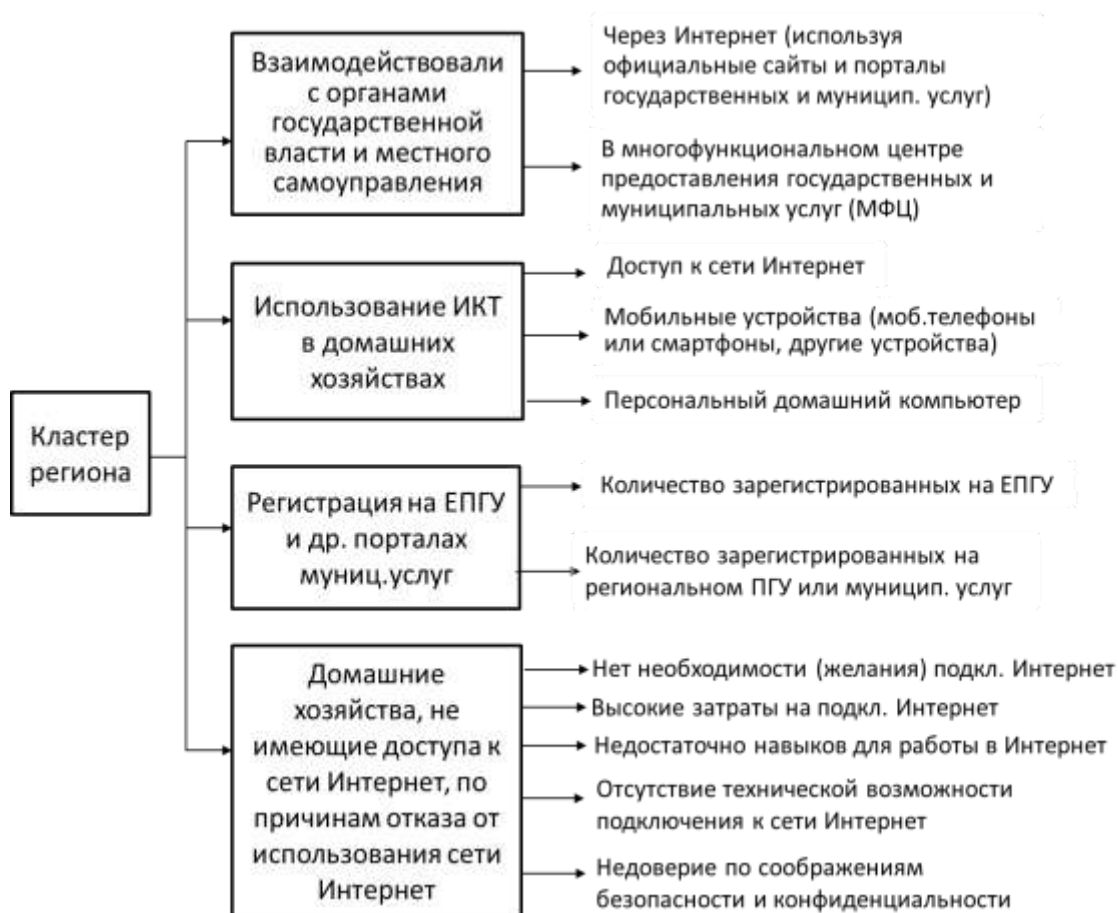 Кластер
региона
Взаимодействовали
с органами
государственной
власти и местного
самоуправления
Через Интернет (используя
официальные сайты и порталы
государственных и муницип. услуг)
В многофункциональном центре
предоставления государственных и
муниципальных услуг (МФЦ)
Использование ИКТ
в домашних
хозяйствах
Доступ к сети Интернет
Мобильные устройства (моб.телефоны
или смартфоны, другие устройства)
Персональный домашний компьютер
Регистрация на ЕПГУ
и др. порталах
муниц.услуг
Количество зарегистрированных на ЕПГУ
Количество зарегистрированных на
региональном ПГУ или муницип. услуг
Домашние
хозяйства, не
имеющие доступа к
сети Интернет, по
причинам отказа от
использования сети
Интернет
Нет необходимости (желания) подкл. Интернет
Высокие затраты на подкл. Интернет
Недостаточно навыков для работы в Интернет
Отсутствие технической возможности
подключения к сети Интернет
Недоверие по соображениям
безопасности и конфиденциальности